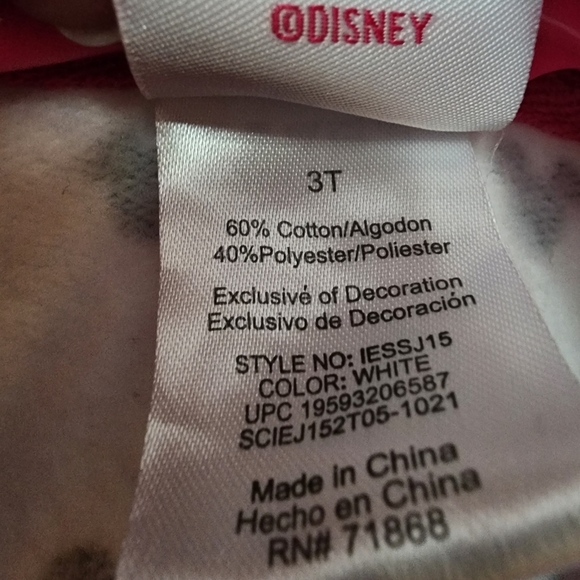 ©DISNEY
3T
60% Cotton/Algodon
40%Polyester/Poliester
Exclusivé of Decoration
Exclusivo de Decoración
STYLE NO: IESSJ15
COLOR: WHITE
UPC 19593206587
SCIEJ152T05-1021
Made in China
Hecho en China
RN# 71868